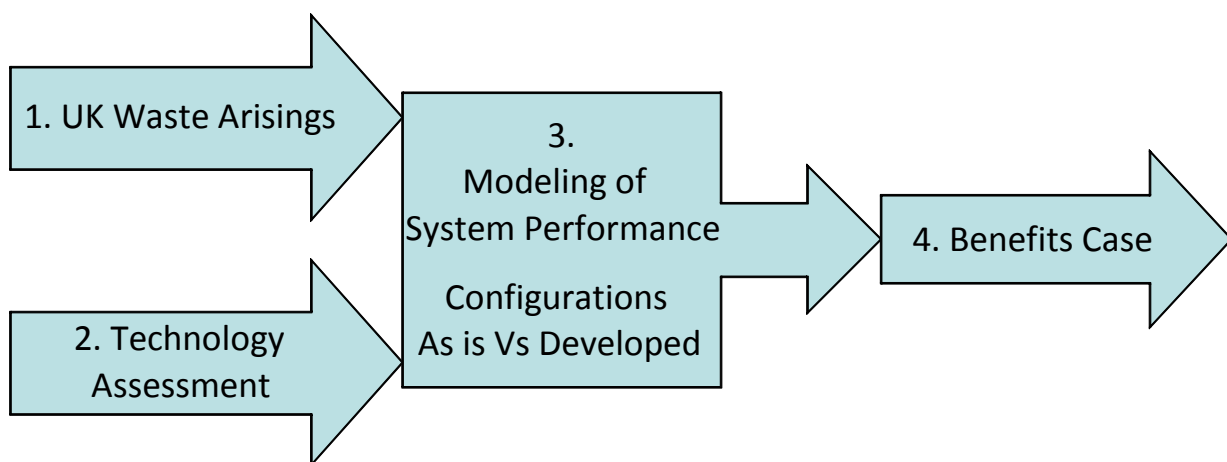 1. UK Waste Arisings
2. Technology
Assessment
3.
Modeling of
System Performance
Configurations
As is Vs Developed
4. Benefits Case